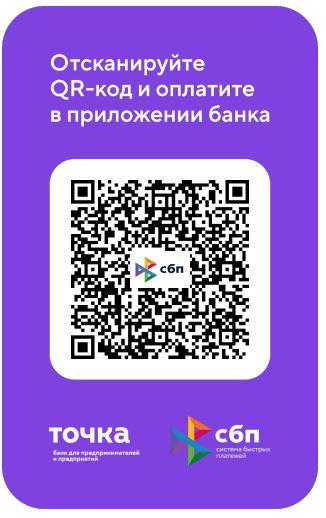 Отсканируйте
QR-код и оплатите
в приложении банка
сбп
точка
банк для предпринимателей
и предприятий
сбп
система быстрых
платежей